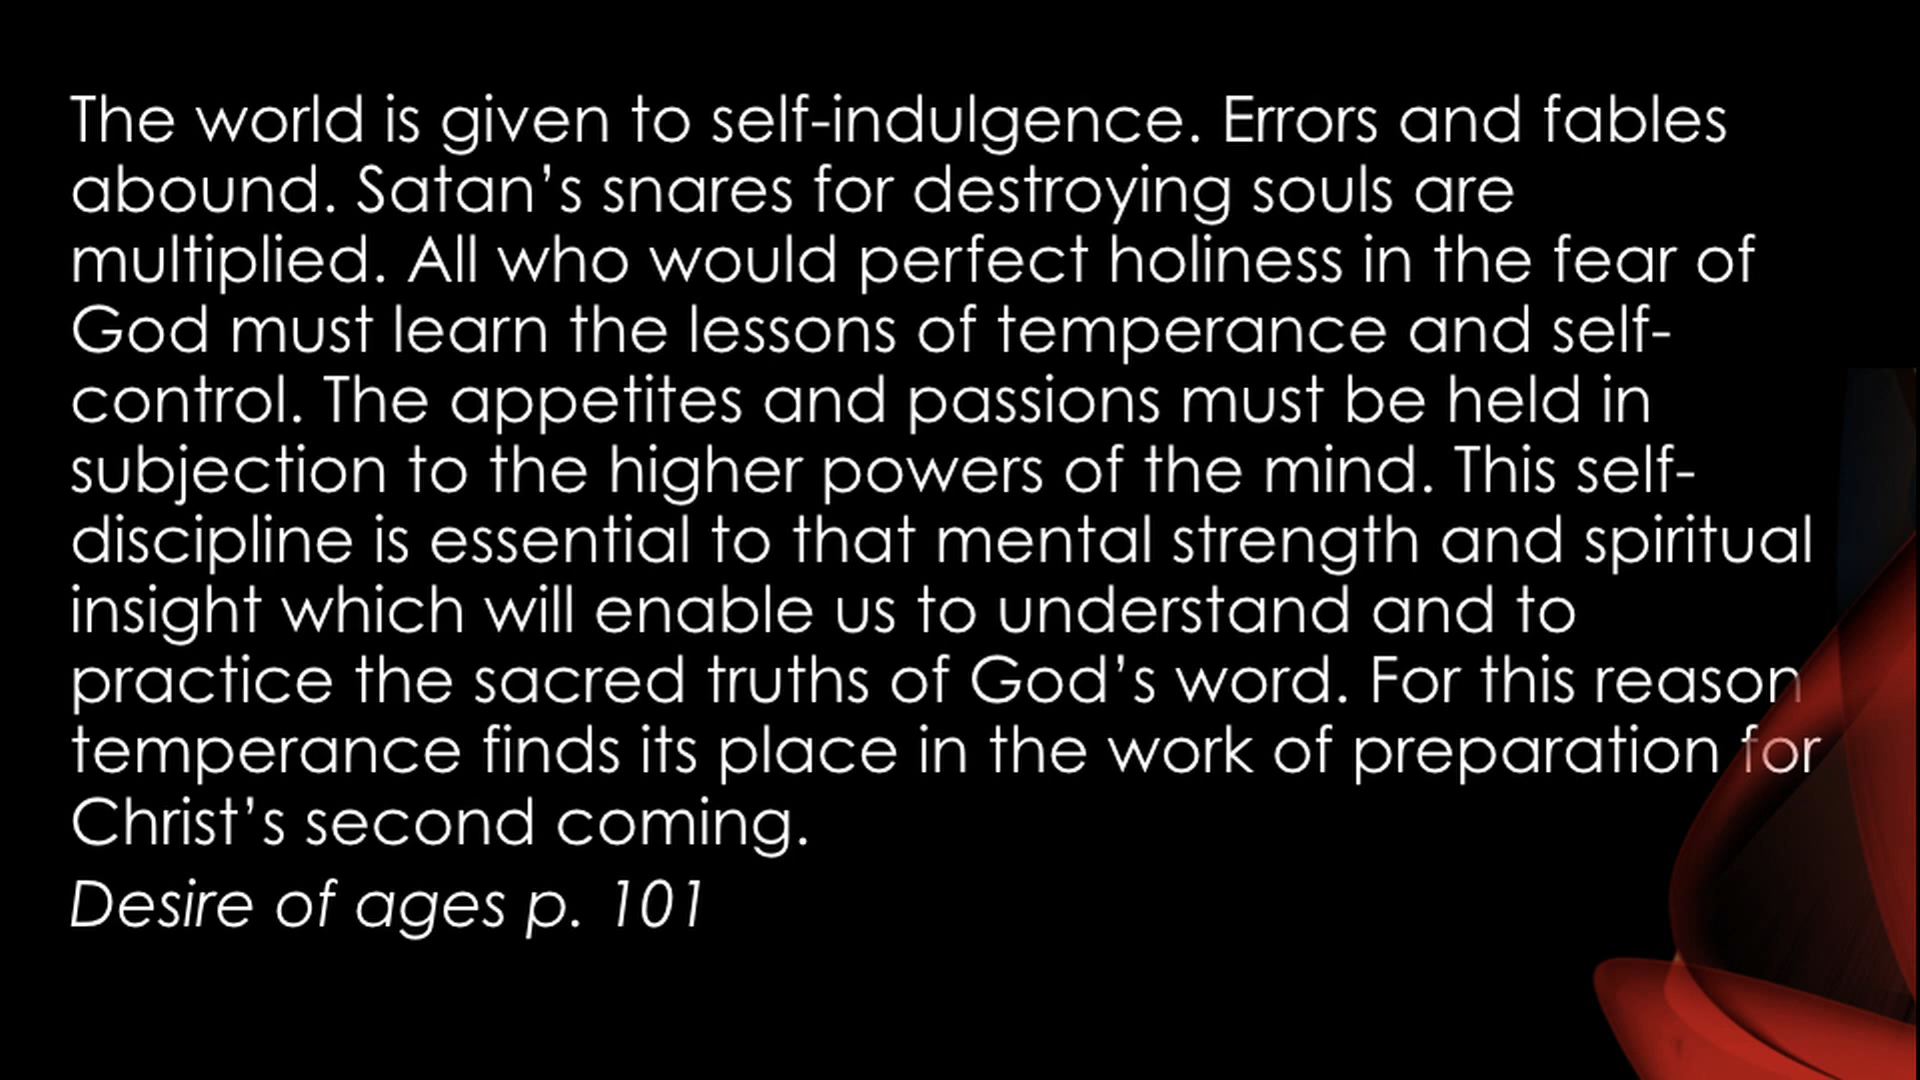 The world is given to self-indulgence. Errors and fables
abound. Satan’s snares for destroying souls are
multiplied. All who would perfect holiness in the fear of
God must learn the lessons of temperance and self-
control. The appetites and passions must be held in
subjection to the higher powers of the mind. This self-
discipline is essential to that mental strength and spiritual
insight which will enable us to understand and to
practice the sacred truths of God’s word. For this reason
temperance finds its place in the work of preparation for
Christ’s second coming.
Desire of ages p. 101